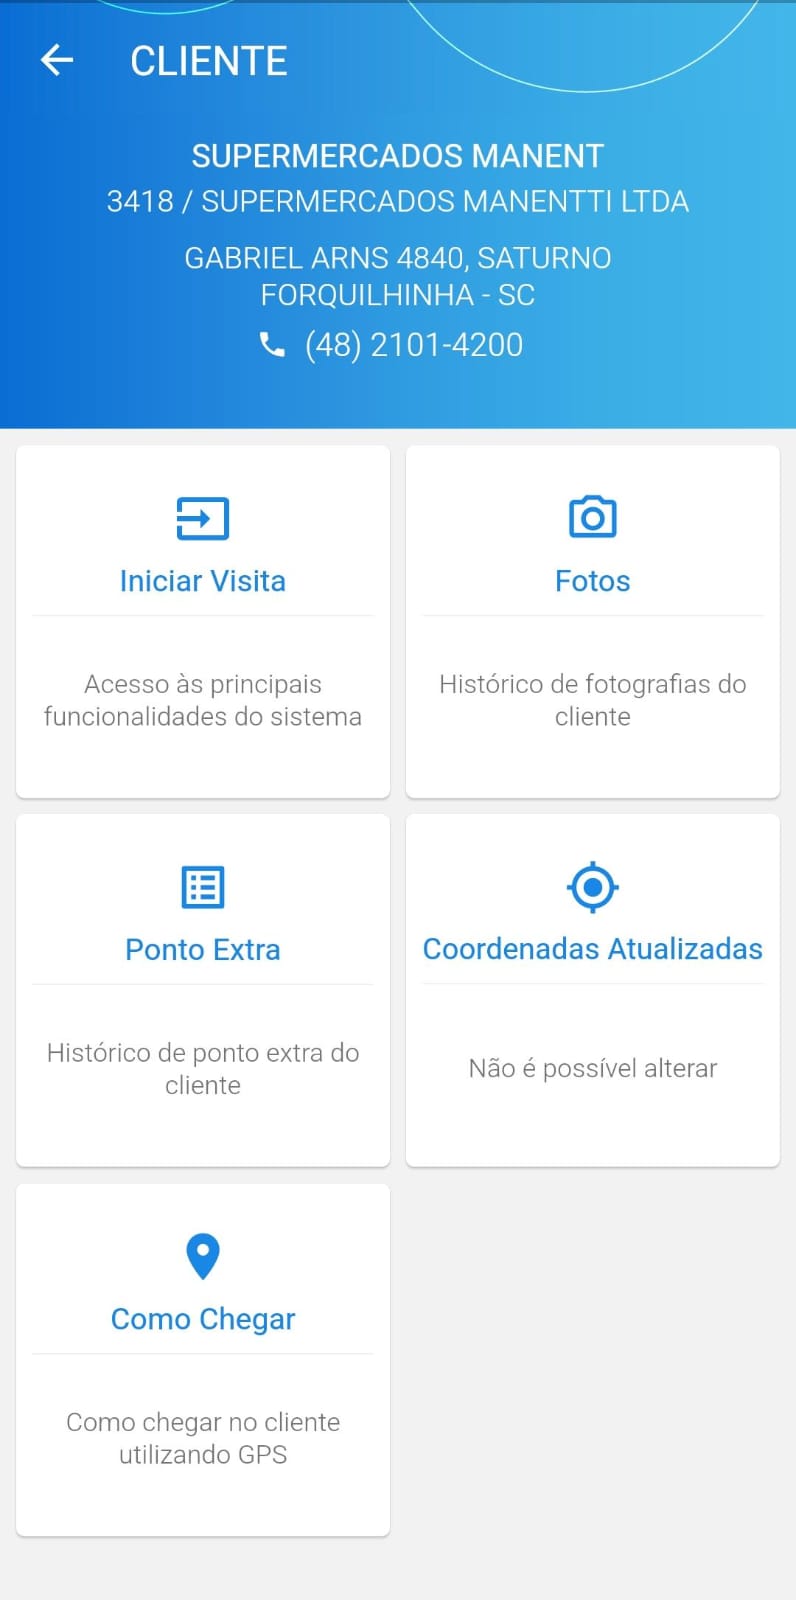 CLIENTE
SUPERMERCADOS MANENT
3418 / SUPERMERCADOS MANENTTI LTDA
GABRIEL ARNS 4840, SATURNO
FORQUILHINHA - SC
(48) 2101-4200
Iniciar Visita
Acesso às principais
funcionalidades do sistema
Fotos
Histórico de fotografias do
cliente
Ponto Extra
Histórico de ponto extra do
cliente
Coordenadas Atualizadas
Não é possível alterar
Como Chegar
Como chegar no cliente
utilizando GPS